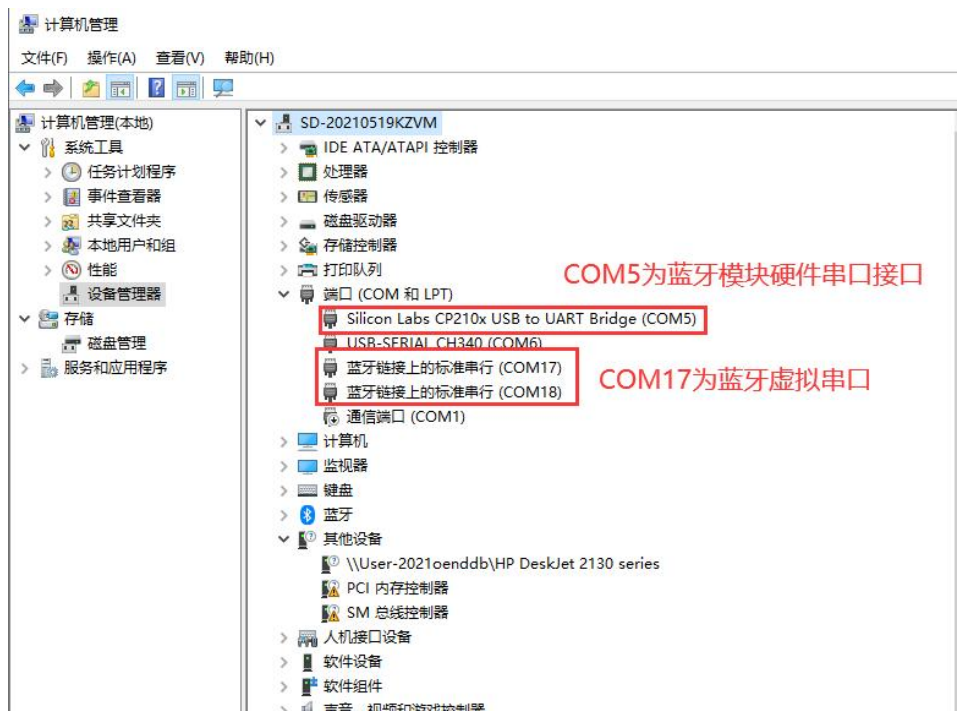 计算机管理
文件(F) 操作(A) 查看(V) 帮助(H)
计算机管理(本地)
系统工具
任务计划程序
事件查看器
共享文件夹
本地用户和组
性能
设备管理器
存储
磁盘管理
服务和应用程序
SD-20210519KZVM
IDE ATA/ATAPI 控制器
处理器
传感器
磁盘驱动器
存储控制器
打印队列
COM5为蓝牙模块硬件串口接口
端口 (COM 和 LPT)
Silicon Labs CP210x USB to UART Bridge (COM5)
USB-SERIAL CH340 (COM6)
蓝牙链接上的标准串行 (COM17)
COM17为蓝牙虚拟串口
蓝牙链接上的标准串行 (COM18)
通信端口 (COM1)
计算机
监视器
键盘
蓝牙
其他设备
\\User-2021oenddb\HP DeskJet 2130 series
PCI 内存控制器
SM 总线控制器
人机接口设备
软件设备
软件组件
声音、视频和游戏控制器